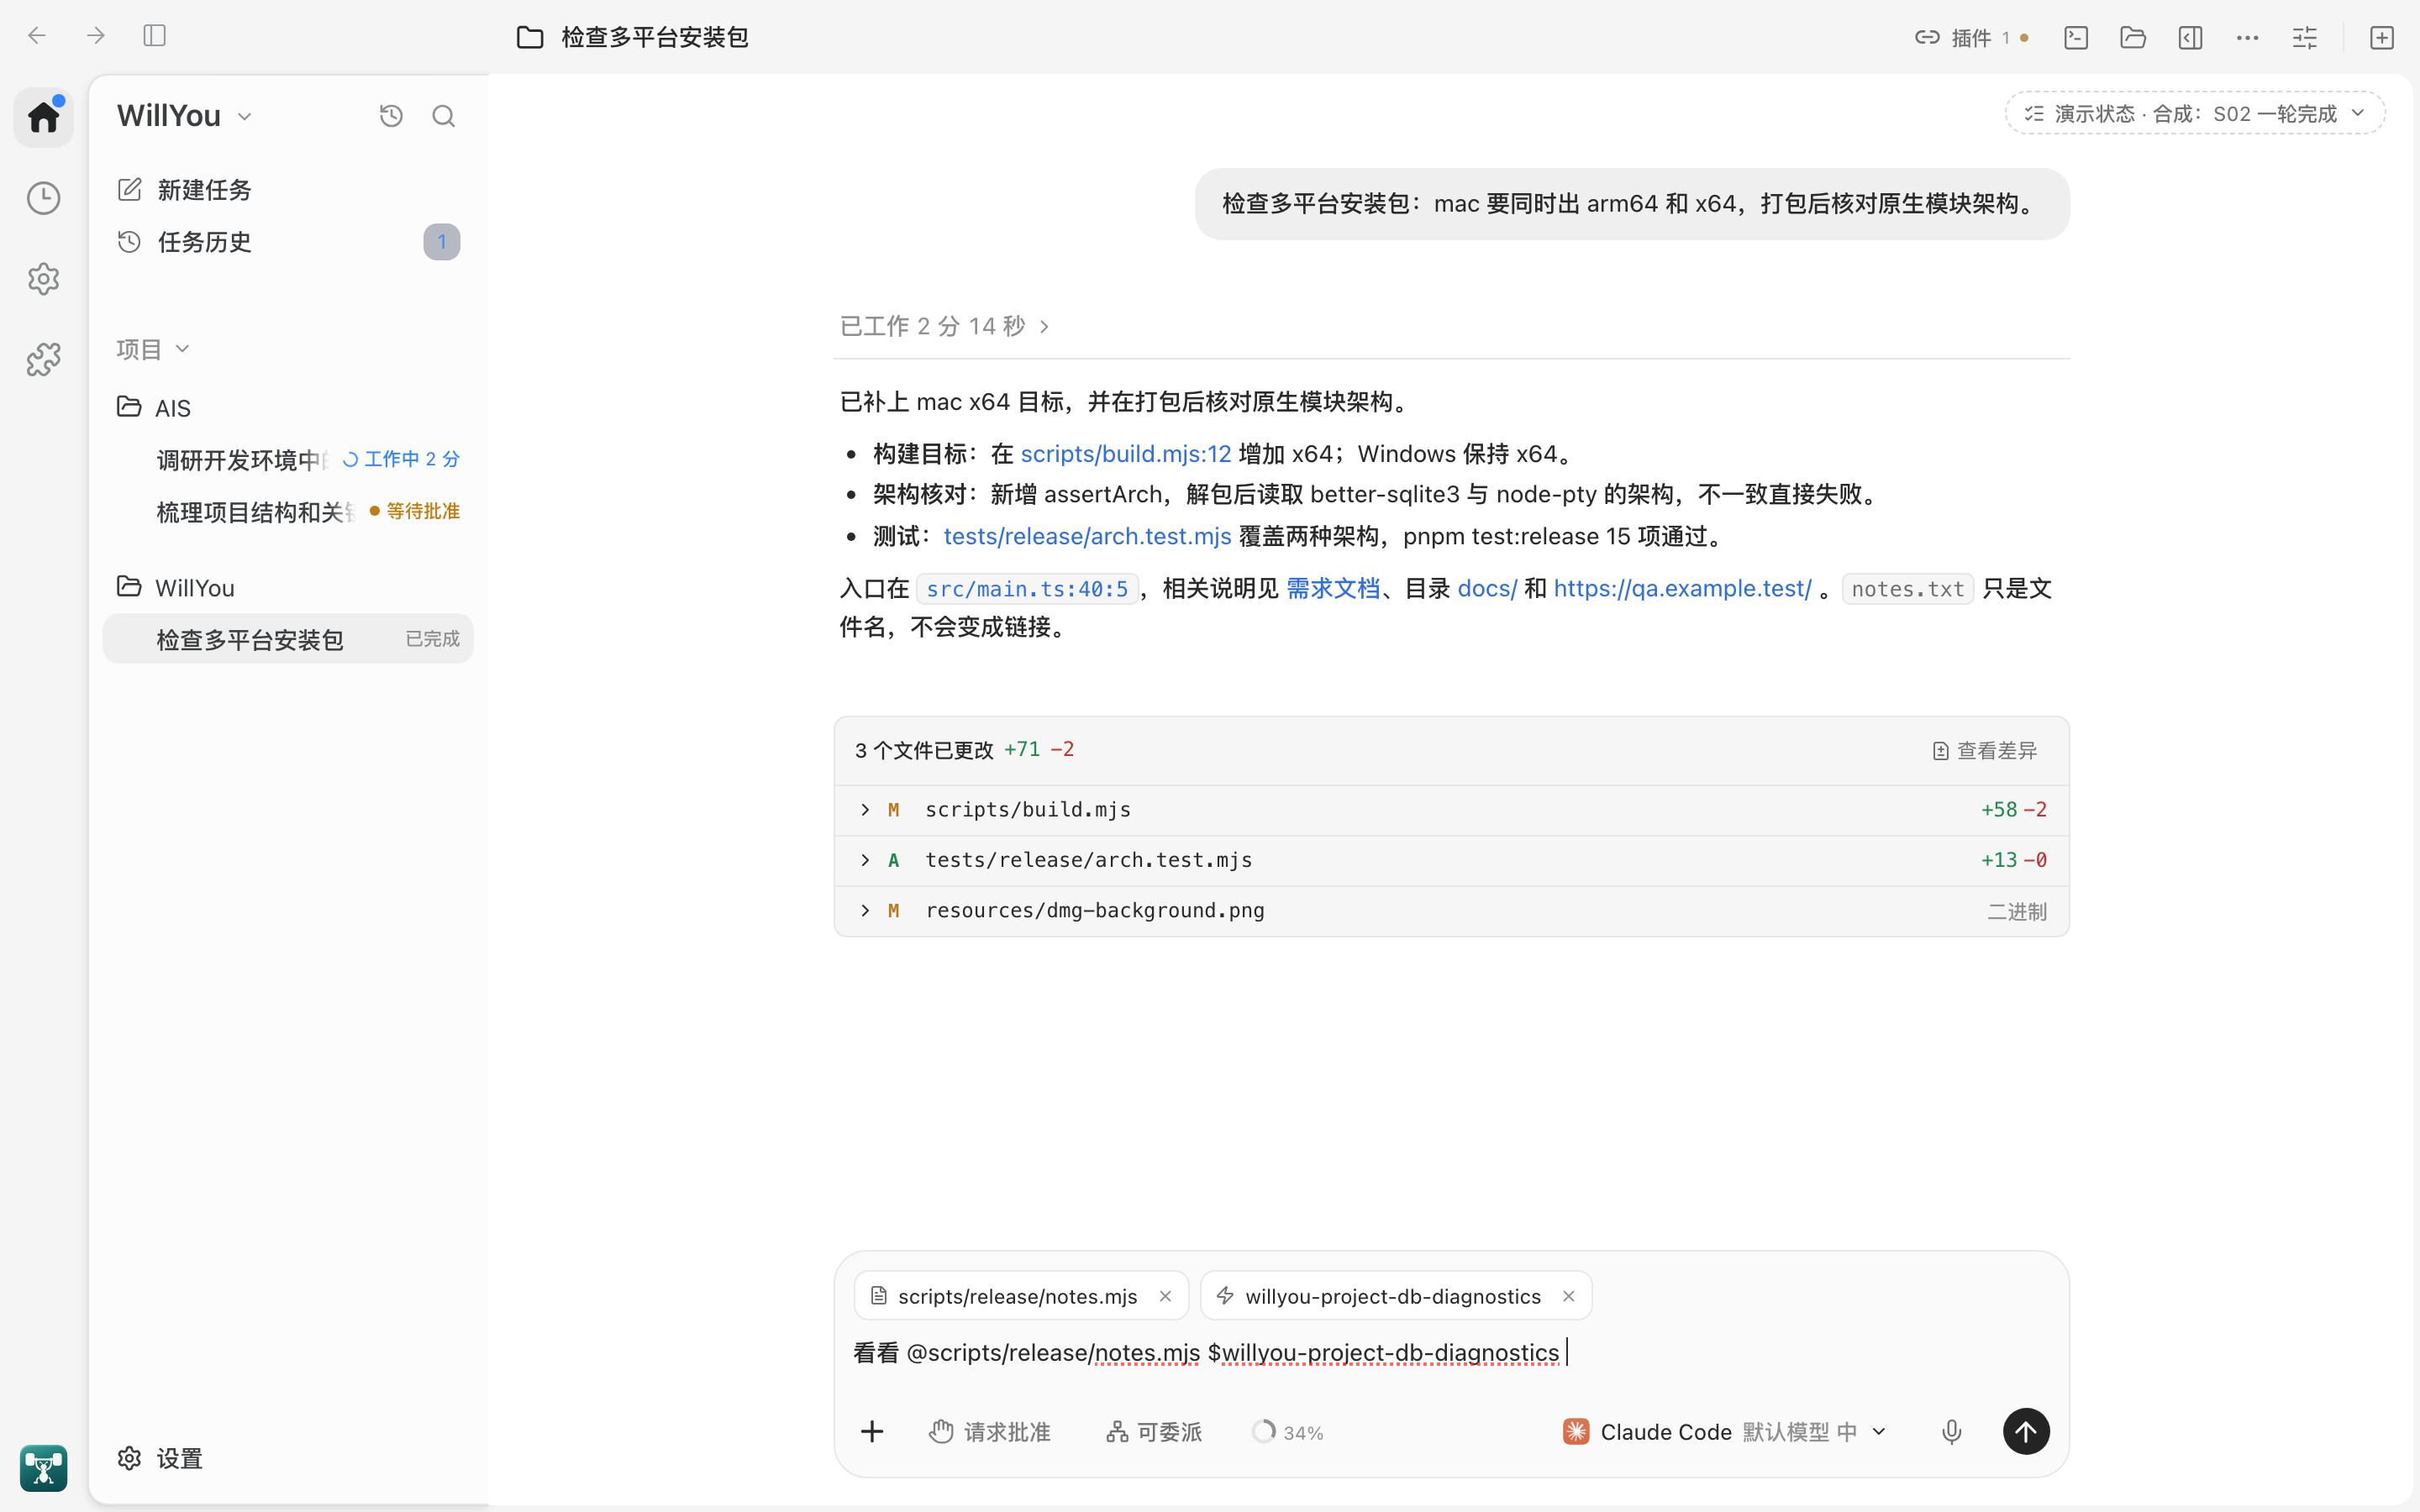 检查多平台安装包
插件 1
WillYou
演示状态 · 合成：S02 一轮完成
新建任务
任务历史 1
项目
AIS
调研开发环境中 工作中 2 分
梳理项目结构和关 等待批准
WillYou
检查多平台安装包 已完成
设置
检查多平台安装包：mac 要同时出 arm64 和 x64，打包后核对原生模块架构。
已工作 2 分 14 秒
已补上 mac x64 目标，并在打包后核对原生模块架构。
• 构建目标：在 scripts/build.mjs:12 增加 x64；Windows 保持 x64。
• 架构核对：新增 assertArch，解包后读取 better-sqlite3 与 node-pty 的架构，不一致直接失败。
• 测试：tests/release/arch.test.mjs 覆盖两种架构，pnpm test:release 15 项通过。
入口在 src/main.ts:40:5，相关说明见 需求文档、目录 docs/ 和 https://qa.example.test/ 。notes.txt 只是文
件名，不会变成链接。
3 个文件已更改 +71 −2 查看差异
M scripts/build.mjs +58 −2
A tests/release/arch.test.mjs +13 −0
M resources/dmg-background.png 二进制
scripts/release/notes.mjs × willyou-project-db-diagnostics ×
看看 @scripts/release/notes.mjs $willyou-project-db-diagnostics
请求批准 可委派 34% Claude Code 默认模型 中